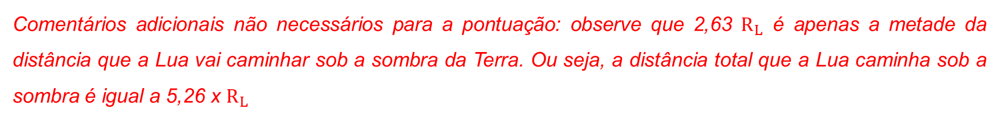 Comentários adicionais não necessários para a pontuação: observe que 2,63 R_L é apenas a metade da
distância que a Lua vai caminhar sob a sombra da Terra. Ou seja, a distância total que a Lua caminha sob a
sombra é igual a 5,26 x R_L